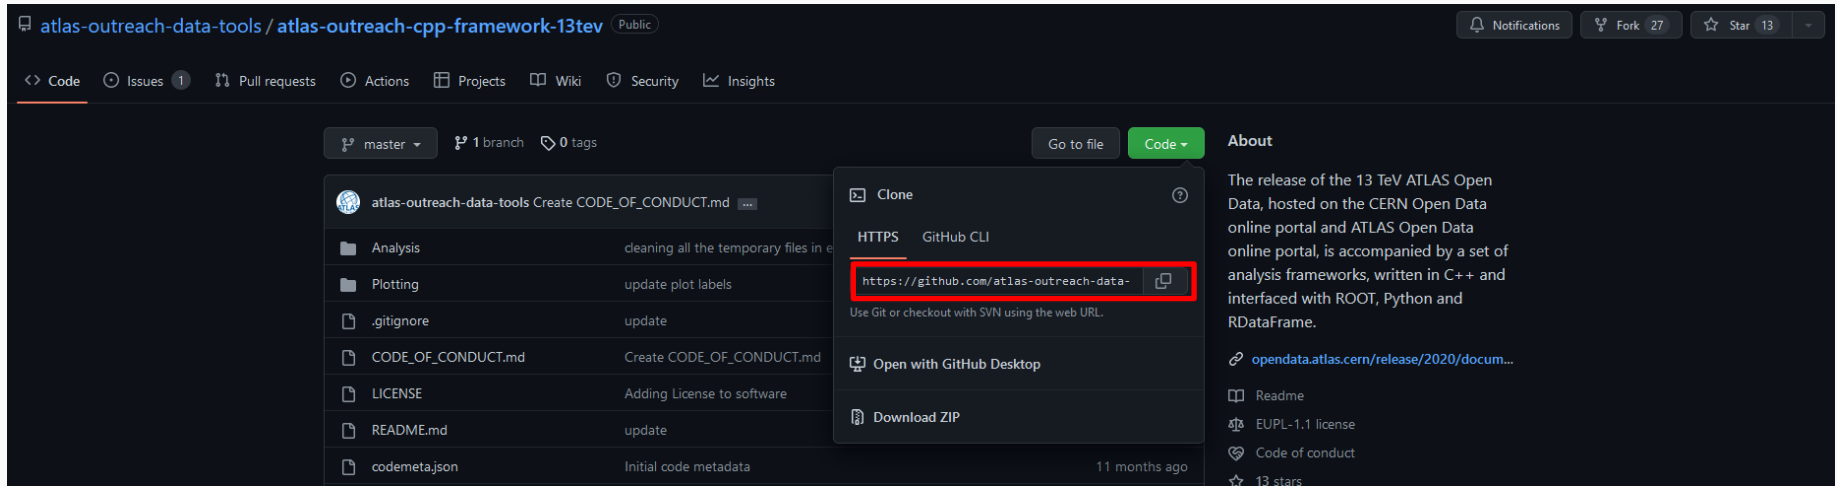 atlas-outreach-data-tools / atlas-outreach-cpp-framework-13tev Public
Notifications Fork 27 Star 13
Code Issues 1 Pull requests Actions Projects Wiki Security Insights
master 1 branch 0 tags Go to file Code
atlas-outreach-data-tools Create CODE_OF_CONDUCT.md ...
Analysis cleaning all the temporary files in e
Plotting update plot labels
.gitignore update
CODE_OF_CONDUCT.md Create CODE_OF_CONDUCT.md
LICENSE Adding License to software
README.md update
codemeta.json Initial code metadata 11 months ago
Clone
HTTPS GitHub CLI
https://github.com/atlas-outreach-data-
Use Git or checkout with SVN using the web URL.
Open with GitHub Desktop
Download ZIP
About
The release of the 13 TeV ATLAS Open
Data, hosted on the CERN Open Data
online portal and ATLAS Open Data
online portal, is accompanied by a set of
analysis frameworks, written in C++ and
interfaced with ROOT, Python and
RDataFrame.
opendata.atlas.cern/release/2020/docum...
Readme
EUPL-1.1 license
Code of conduct
13 stars